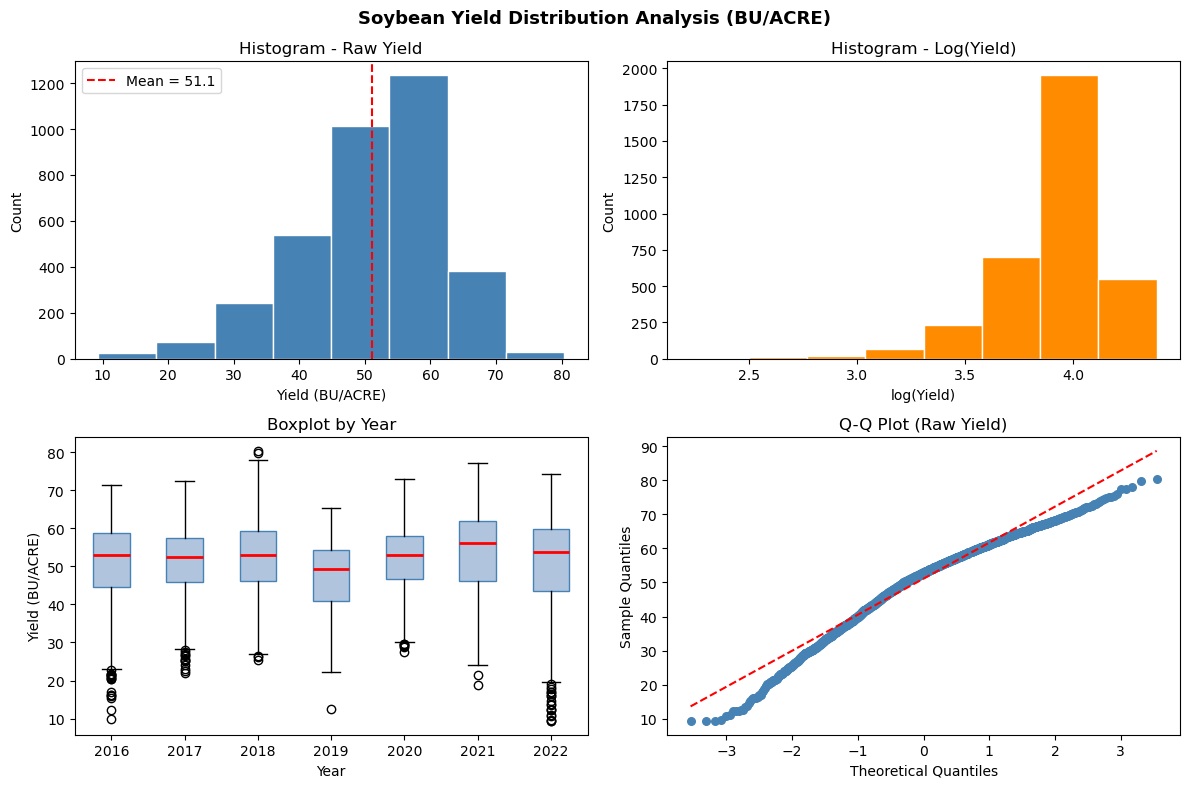 Soybean Yield Distribution Analysis (BU/ACRE)
Histogram - Raw Yield
Mean = 51.1
Count
1200
1000
800
600
400
200
0
10 20 30 40 50 60 70 80
Yield (BU/ACRE)
Histogram - Log(Yield)
Count
2000
1750
1500
1250
1000
750
500
250
0
2.5 3.0 3.5 4.0
log(Yield)
Boxplot by Year
Yield (BU/ACRE)
80
70
60
50
40
30
20
10
2016 2017 2018 2019 2020 2021 2022
Year
Q-Q Plot (Raw Yield)
Sample Quantiles
90
80
70
60
50
40
30
20
10
−3 −2 −1 0 1 2 3
Theoretical Quantiles